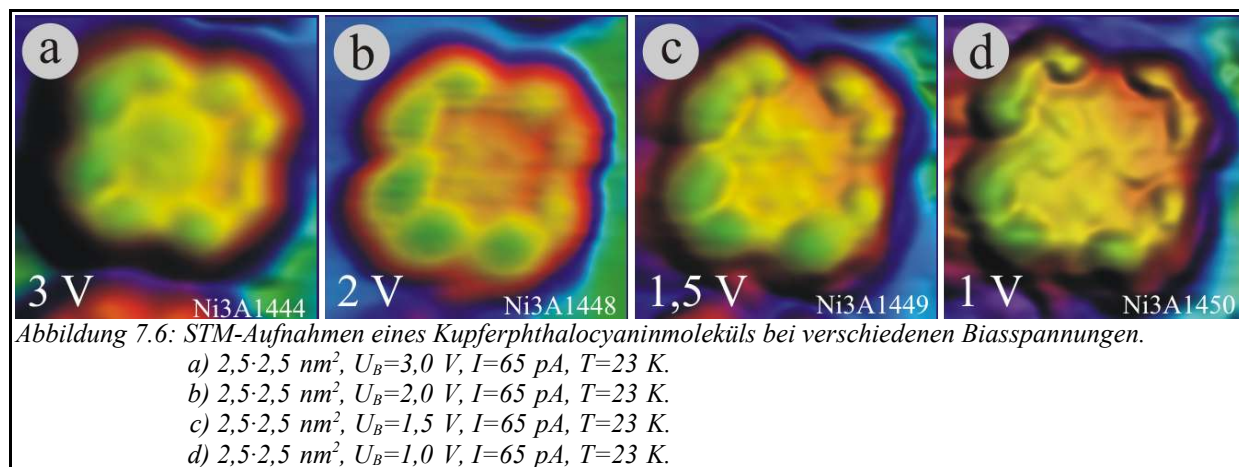 a b c d
3 V Ni3A1444 2 V Ni3A1448 1,5 V Ni3A1449 1 V Ni3A1450
Abbildung 7.6: STM-Aufnahmen eines Kupferphthalocyaninmoleküls bei verschiedenen Biasspannungen.
a) 2,5·2,5 nm², U_B=3,0 V, I=65 pA, T=23 K.
b) 2,5·2,5 nm², U_B=2,0 V, I=65 pA, T=23 K.
c) 2,5·2,5 nm², U_B=1,5 V, I=65 pA, T=23 K.
d) 2,5·2,5 nm², U_B=1,0 V, I=65 pA, T=23 K.